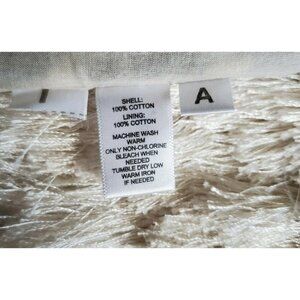 SHELL:
100% COTTON
LINING:
100% COTTON
MACHINE WASH
WARM
ONLY NON-CHLORINE
BLEACH WHEN
NEEDED
TUMBLE DRY LOW
WARM IRON
IF NEEDED
A